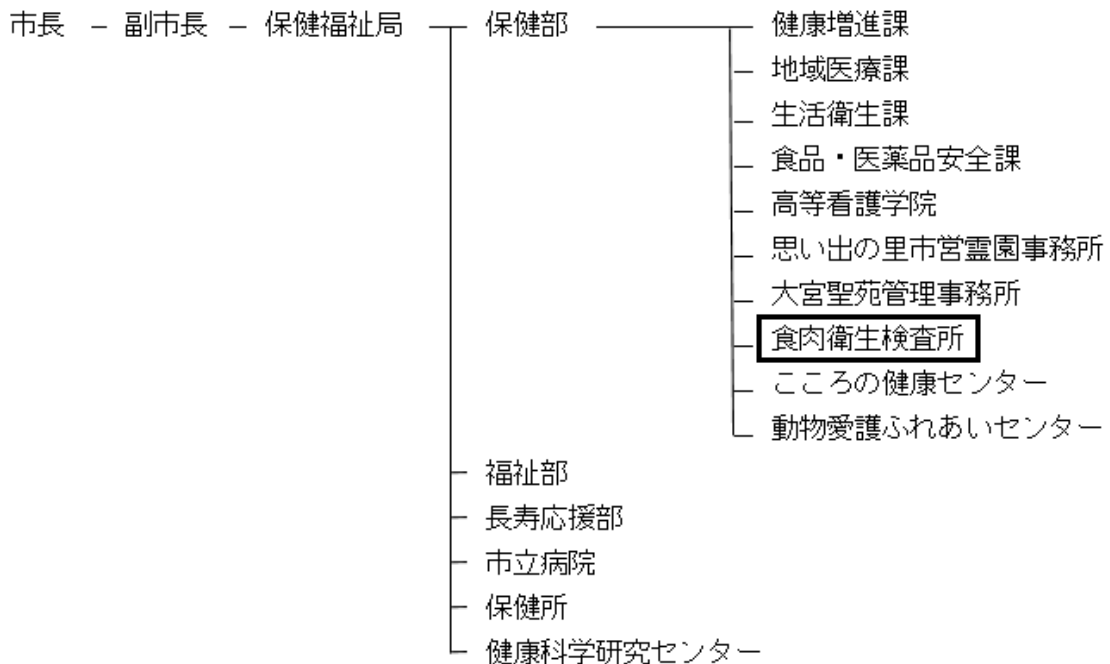 市長 － 副市長 － 保健福祉局 保健部 健康増進課
地域医療課
生活衛生課
食品・医薬品安全課
高等看護学院
思い出の里市営霊園事務所
大宮聖苑管理事務所
食肉衛生検査所
こころの健康センター
動物愛護ふれあいセンター
福祉部
長寿応援部
市立病院
保健所
健康科学研究センター